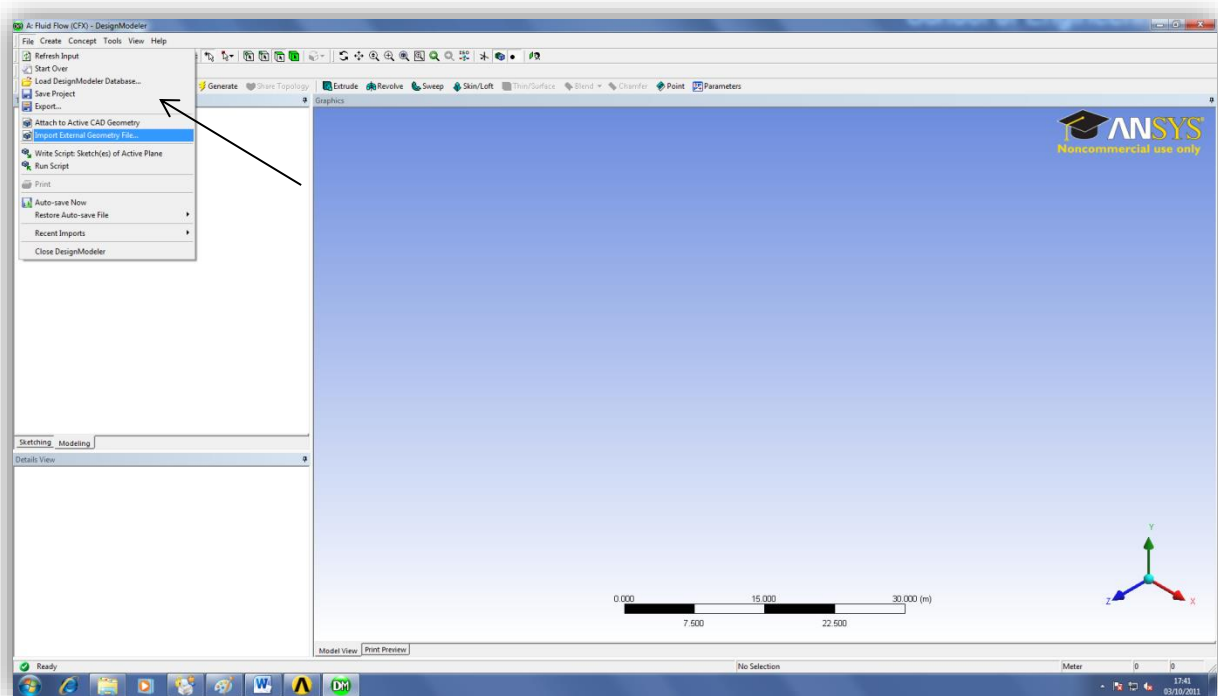 A: Fluid Flow (CFX) - DesignModeler
File Create Concept Tools View Help
Refresh Input
Start Over
Load DesignModeler Database...
Save Project
Export...
Attach to Active CAD Geometry
Import External Geometry File...
Write Script: Sketch(es) of Active Plane
Run Script
Print
Auto-save Now
Restore Auto-save File
Recent Imports
Close DesignModeler
Generate Share Topology Extrude Revolve Sweep Skin/Loft Thin/Surface Blend Chamfer Point Parameters
Graphics
ANSYS
Noncommercial use only
Sketching Modeling
Details View
Y
Z X
0.000 15.000 30.000 (m)
7.500 22.500
Model View Print Preview
Ready No Selection Meter 0 0
W DM 17:41
03/10/2011